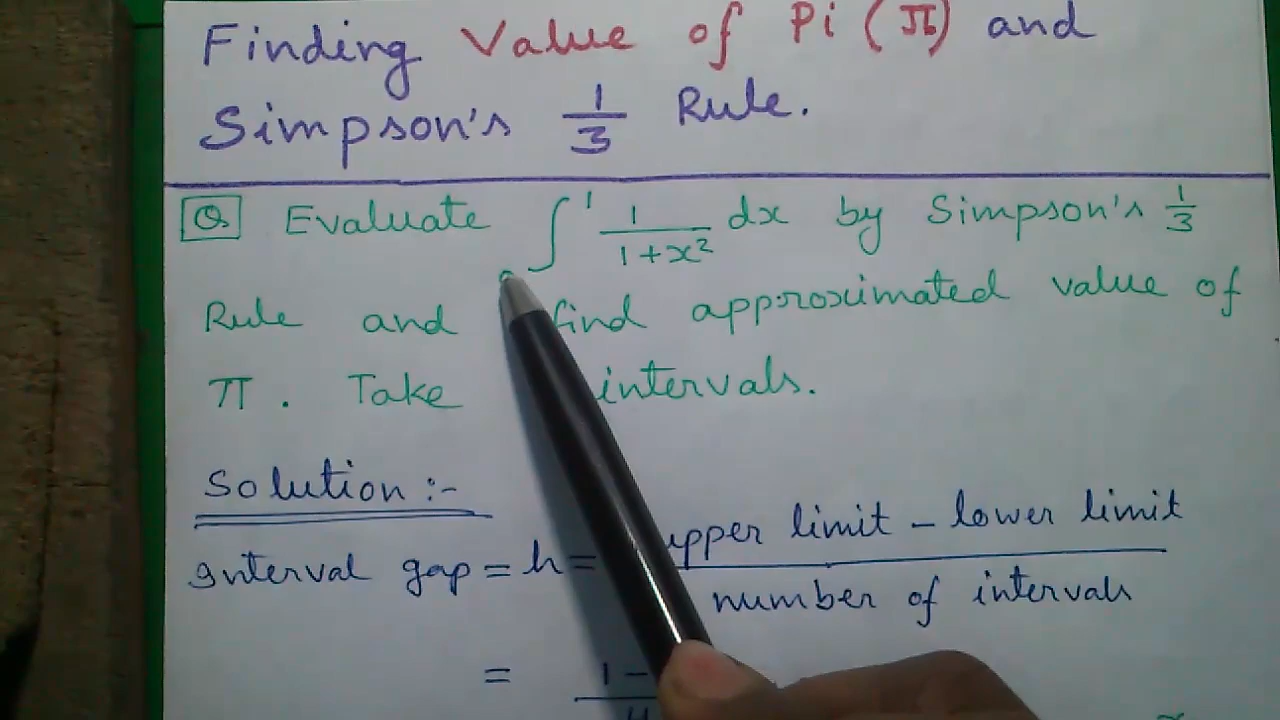 Finding Value of Pi (π) and
Simpson's 1/3 Rule.
Q Evaluate ∫ 1 1/1+x² dx by Simpson's 1/3
Rule and find approximated value of
π. Take intervals.
Solution :-
Interval gap = h = upper limit - lower limit / number of intervals
= 1 -